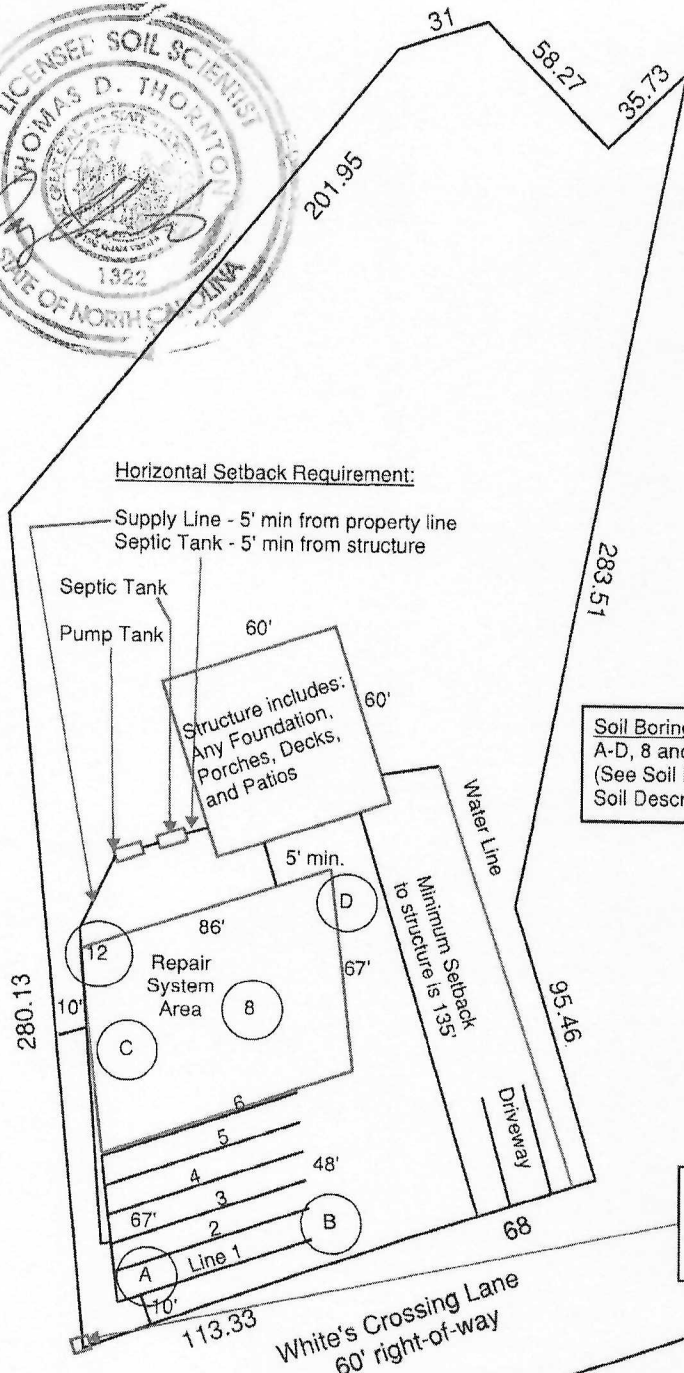 LICENSED SOIL SCIENTIST
THOMAS D. THORNTON
1322
STATE OF NORTH CAROLINA
31
58.27
35.73
201.95
283.51
Horizontal Setback Requirement:
Supply Line - 5' min from property line
Septic Tank - 5' min from structure
Septic Tank
Pump Tank
60'
60'
Structure includes:
Any Foundation,
Porches, Decks,
and Patios
Soil Borin
A-D, 8 and
(See Soil
Soil Descr
Water Line
5' min.
Minimum Setback
to structure is 135'
D
86'
12
Repair
System
Area
67'
8
280.13
10'
C
95.46
6
5
4
3
2
Line 1
48'
67'
Driveway
B
A
10'
68
113.33
White's Crossing Lane
60' right-of-way